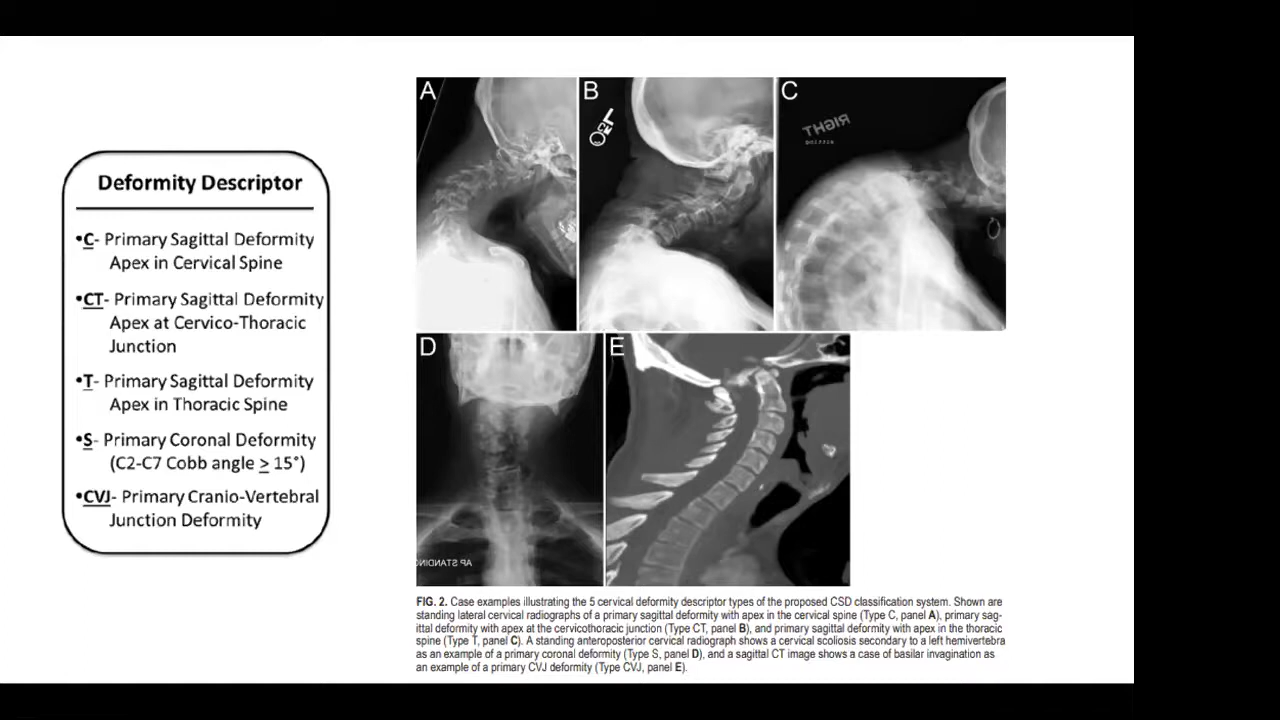 Deformity Descriptor
•C- Primary Sagittal Deformity
Apex in Cervical Spine
•CT- Primary Sagittal Deformity
Apex at Cervico-Thoracic
Junction
•T- Primary Sagittal Deformity
Apex in Thoracic Spine
•S- Primary Coronal Deformity
(C2-C7 Cobb angle ≥ 15°)
•CVJ- Primary Cranio-Vertebral
Junction Deformity
A
B
C
RIGHT
D
AP STANDING
E
FIG. 2. Case examples illustrating the 5 cervical deformity descriptor types of the proposed CSD classification system. Shown are
standing lateral cervical radiographs of a primary sagittal deformity with apex in the cervical spine (Type C, panel A), primary sag-
ittal deformity with apex at the cervicothoracic junction (Type CT, panel B), and primary sagittal deformity with apex in the thoracic
spine (Type T, panel C). A standing anteroposterior cervical radiograph shows a cervical scoliosis secondary to a left hemivertebra
as an example of a primary coronal deformity (Type S, panel D), and a sagittal CT image shows a case of basilar invagination as
an example of a primary CVJ deformity (Type CVJ, panel E).